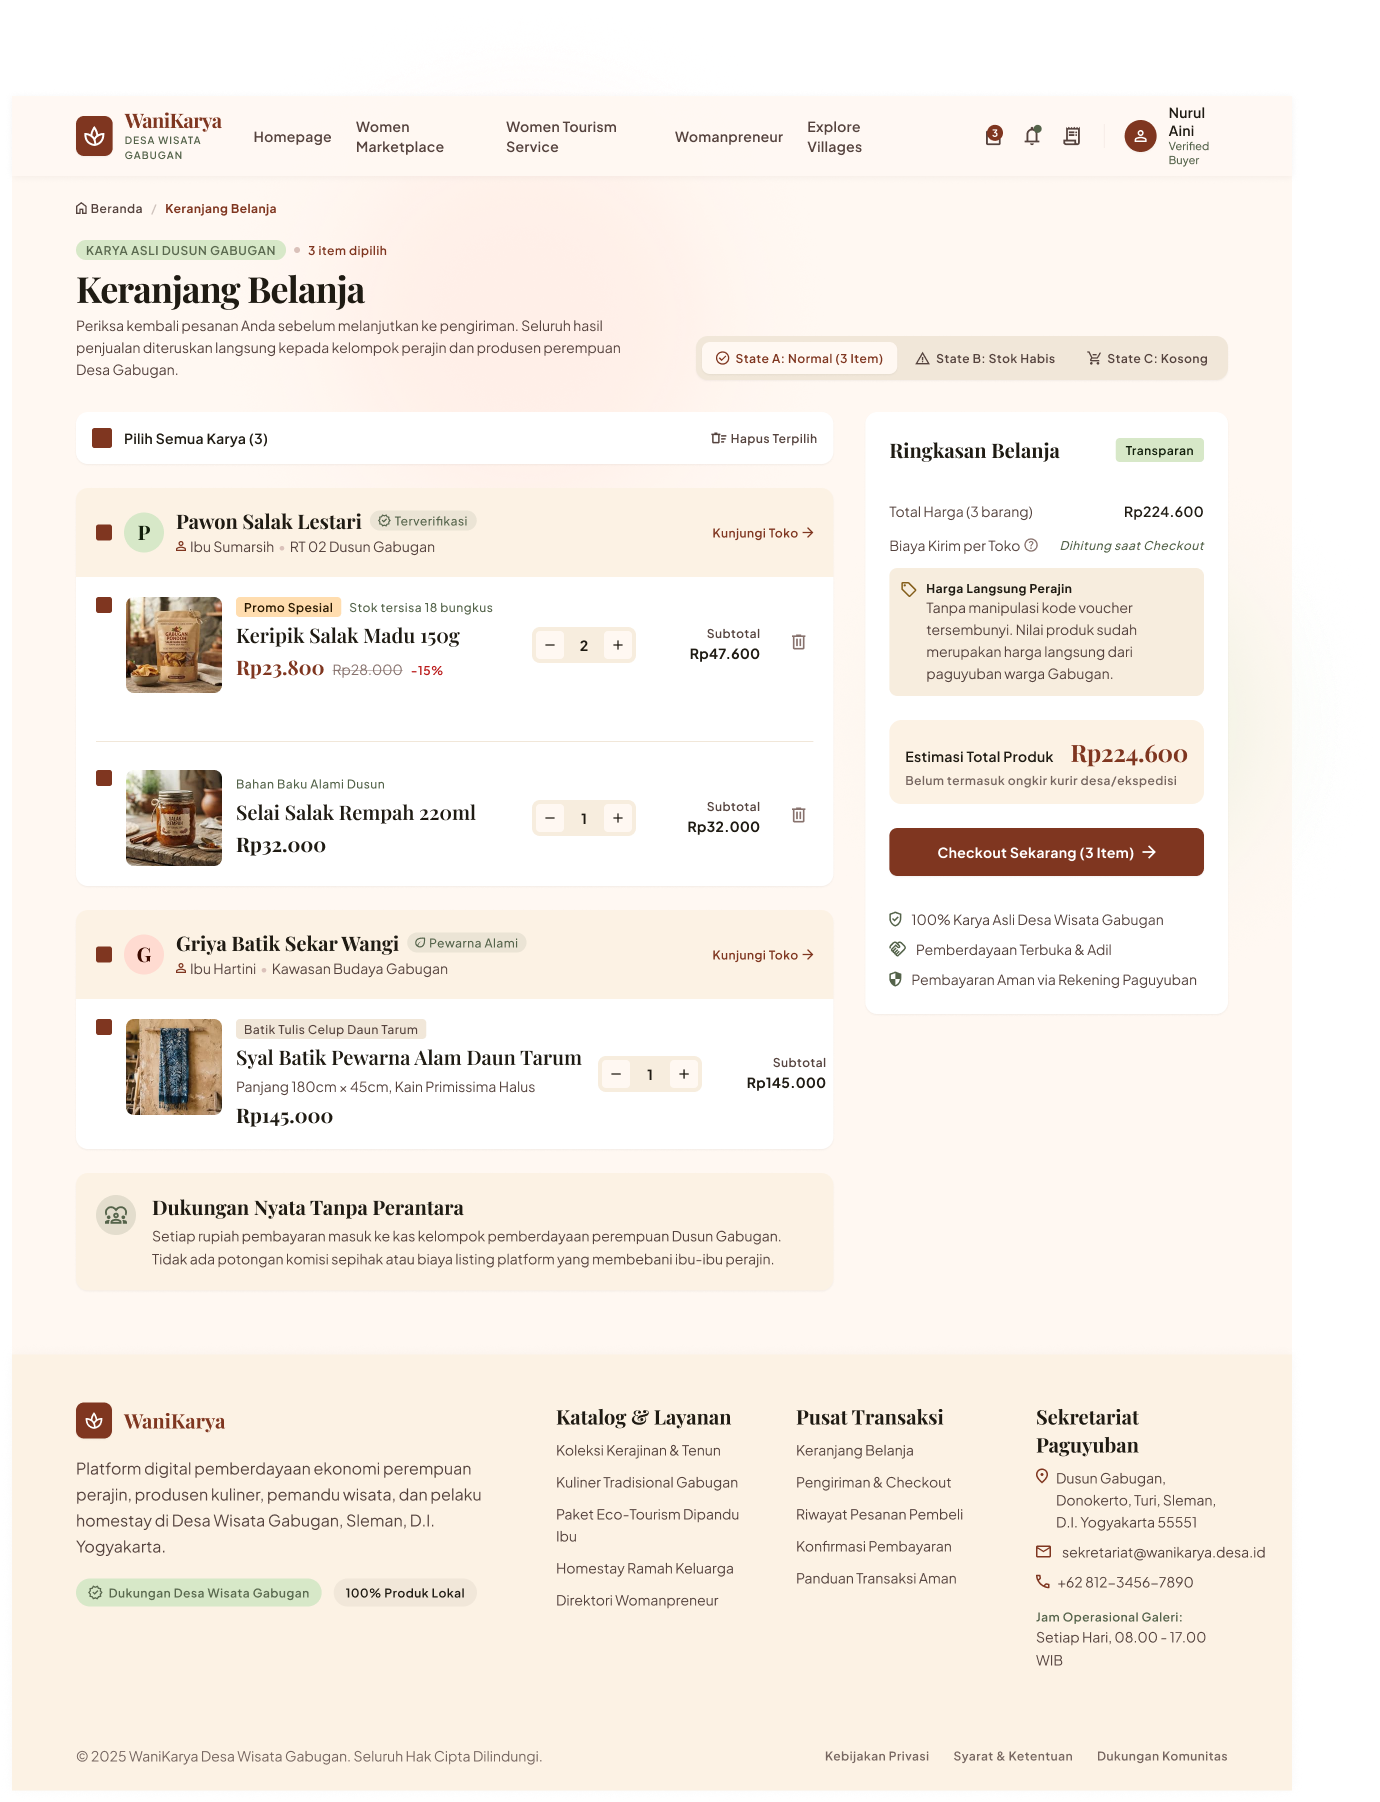 WaniKarya
DESA WISATA
GABUGAN
Homepage
Women
Marketplace
Women Tourism
Service
Womanpreneur
Explore
Villages
3
Nurul
Aini
Verified
Buyer
Beranda / Keranjang Belanja
KARYA ASLI DUSUN GABUGAN • 3 item dipilih
Keranjang Belanja
Periksa kembali pesanan Anda sebelum melanjutkan ke pengiriman. Seluruh hasil
penjualan diteruskan langsung kepada kelompok perajin dan produsen perempuan
Desa Gabugan.
State A: Normal (3 Item)
State B: Stok Habis
State C: Kosong
Pilih Semua Karya (3)
Hapus Terpilih
P
Pawon Salak Lestari
Terverifikasi
Ibu Sumarsih • RT 02 Dusun Gabugan
Kunjungi Toko →
Promo Spesial
Stok tersisa 18 bungkus
Keripik Salak Madu 150g
Rp23.800 Rp28.000 -15%
− 2 +
Subtotal
Rp47.600
Bahan Baku Alami Dusun
Selai Salak Rempah 220ml
Rp32.000
− 1 +
Subtotal
Rp32.000
SALAK
REMPAH
G
Griya Batik Sekar Wangi
Pewarna Alami
Ibu Hartini • Kawasan Budaya Gabugan
Kunjungi Toko →
Batik Tulis Celup Daun Tarum
Syal Batik Pewarna Alam Daun Tarum
Panjang 180cm × 45cm, Kain Primissima Halus
Rp145.000
− 1 +
Subtotal
Rp145.000
Dukungan Nyata Tanpa Perantara
Setiap rupiah pembayaran masuk ke kas kelompok pemberdayaan perempuan Dusun Gabugan.
Tidak ada potongan komisi sepihak atau biaya listing platform yang membebani ibu-ibu perajin.
Ringkasan Belanja
Transparan
Total Harga (3 barang) Rp224.600
Biaya Kirim per Toko Dihitung saat Checkout
Harga Langsung Perajin
Tanpa manipulasi kode voucher
tersembunyi. Nilai produk sudah
merupakan harga langsung dari
paguyuban warga Gabugan.
Estimasi Total Produk Rp224.600
Belum termasuk ongkir kurir desa/ekspedisi
Checkout Sekarang (3 Item) →
100% Karya Asli Desa Wisata Gabugan
Pemberdayaan Terbuka & Adil
Pembayaran Aman via Rekening Paguyuban
WaniKarya
Platform digital pemberdayaan ekonomi perempuan
perajin, produsen kuliner, pemandu wisata, dan pelaku
homestay di Desa Wisata Gabugan, Sleman, D.I.
Yogyakarta.
Dukungan Desa Wisata Gabugan
100% Produk Lokal
Katalog & Layanan
Koleksi Kerajinan & Tenun
Kuliner Tradisional Gabugan
Paket Eco-Tourism Dipandu
Ibu
Homestay Ramah Keluarga
Direktori Womanpreneur
Pusat Transaksi
Keranjang Belanja
Pengiriman & Checkout
Riwayat Pesanan Pembeli
Konfirmasi Pembayaran
Panduan Transaksi Aman
Sekretariat
Paguyuban
Dusun Gabugan,
Donokerto, Turi, Sleman,
D.I. Yogyakarta 55551
sekretariat@wanikarya.desa.id
+62 812-3456-7890
Jam Operasional Galeri:
Setiap Hari, 08.00 - 17.00
WIB
© 2025 WaniKarya Desa Wisata Gabugan. Seluruh Hak Cipta Dilindungi.
Kebijakan Privasi
Syarat & Ketentuan
Dukungan Komunitas